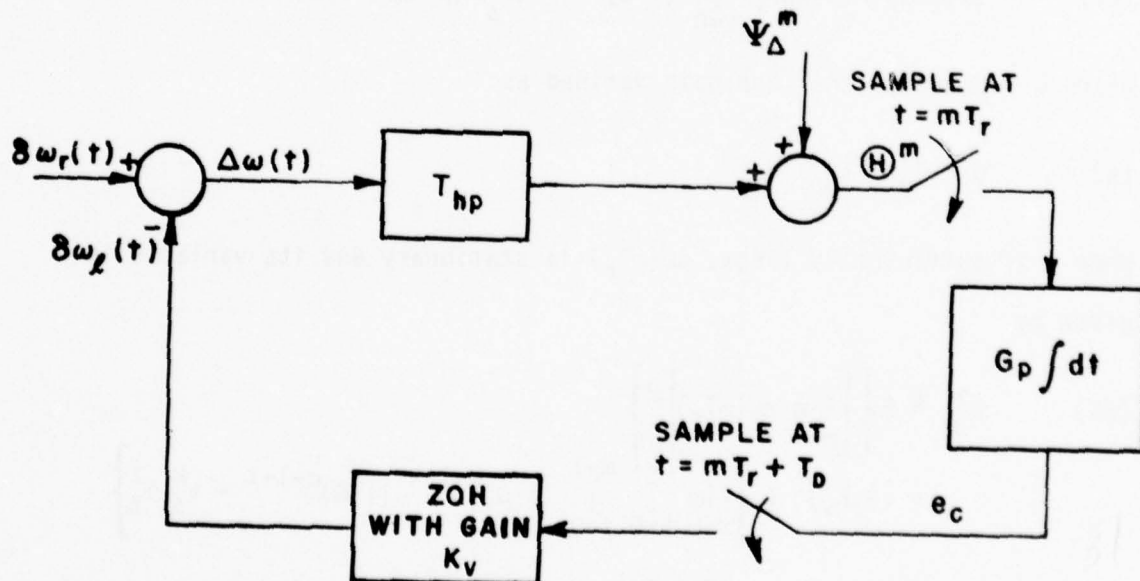 Ψ_Δ^m
SAMPLE AT
t = mT_r
δω_r(t) +
Δω(t)
T_hp
+
+
Ⓗ^m
δω_ℓ(t) -
G_p ∫ dt
SAMPLE AT
t = mT_r + T_D
e_c
ZOH
WITH GAIN
K_v